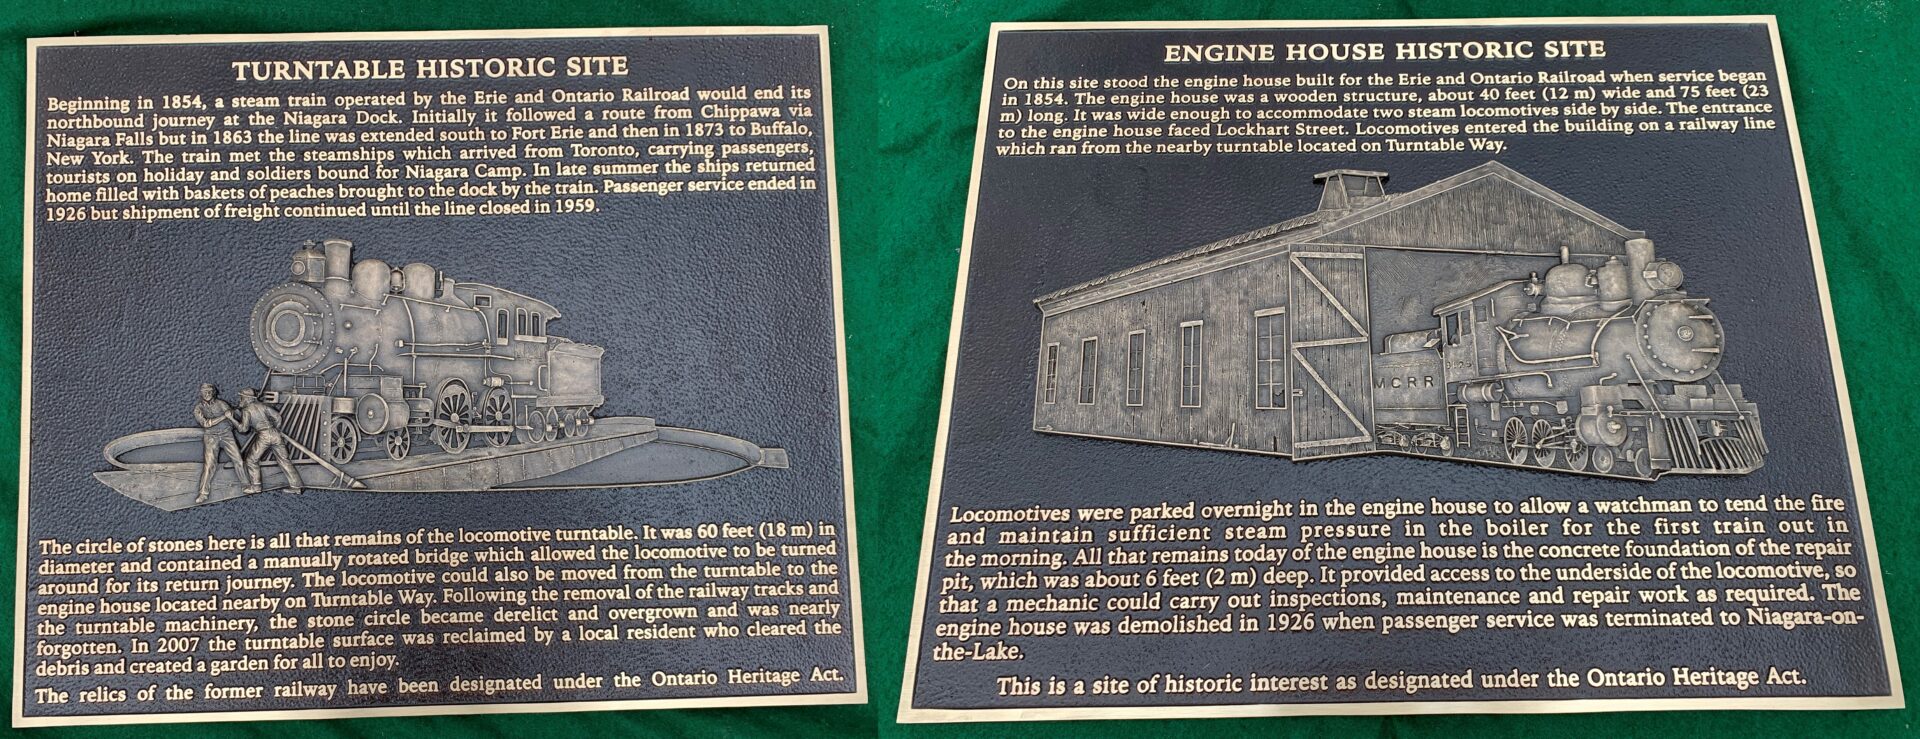 TURNTABLE HISTORIC SITE
Beginning in 1854, a steam train operated by the Erie and Ontario Railroad would end its
northbound journey at the Niagara Dock. Initially it followed a route from Chippawa via
Niagara Falls but in 1863 the line was extended south to Fort Erie and then in 1873 to Buffalo,
New York. The train met the steamships which arrived from Toronto, carrying passengers,
tourists on holiday and soldiers bound for Niagara Camp. In late summer the ships returned
home filled with baskets of peaches brought to the dock by the train. Passenger service ended in
1926 but shipment of freight continued until the line closed in 1959.
The circle of stones here is all that remains of the locomotive turntable. It was 60 feet (18 m) in
diameter and contained a manually rotated bridge which allowed the locomotive to be turned
around for its return journey. The locomotive could also be moved from the turntable to the
engine house located nearby on Turntable Way. Following the removal of the railway tracks and
the turntable machinery, the stone circle became derelict and overgrown and was nearly
forgotten. In 2007 the turntable surface was reclaimed by a local resident who cleared the
debris and created a garden for all to enjoy.
The relics of the former railway have been designated under the Ontario Heritage Act.
ENGINE HOUSE HISTORIC SITE
On this site stood the engine house built for the Erie and Ontario Railroad when service began
in 1854. The engine house was a wooden structure, about 40 feet (12 m) wide and 75 feet (23
m) long. It was wide enough to accommodate two steam locomotives side by side. The entrance
to the engine house faced Lockhart Street. Locomotives entered the building on a railway line
which ran from the nearby turntable located on Turntable Way.
MCRR
Locomotives were parked overnight in the engine house to allow a watchman to tend the fire
and maintain sufficient steam pressure in the boiler for the first train out in
the morning. All that remains today of the engine house is the concrete foundation of the repair
pit, which was about 6 feet (2 m) deep. It provided access to the underside of the locomotive, so
that a mechanic could carry out inspections, maintenance and repair work as required. The
engine house was demolished in 1926 when passenger service was terminated to Niagara-on-
the-Lake.
This is a site of historic interest as designated under the Ontario Heritage Act.